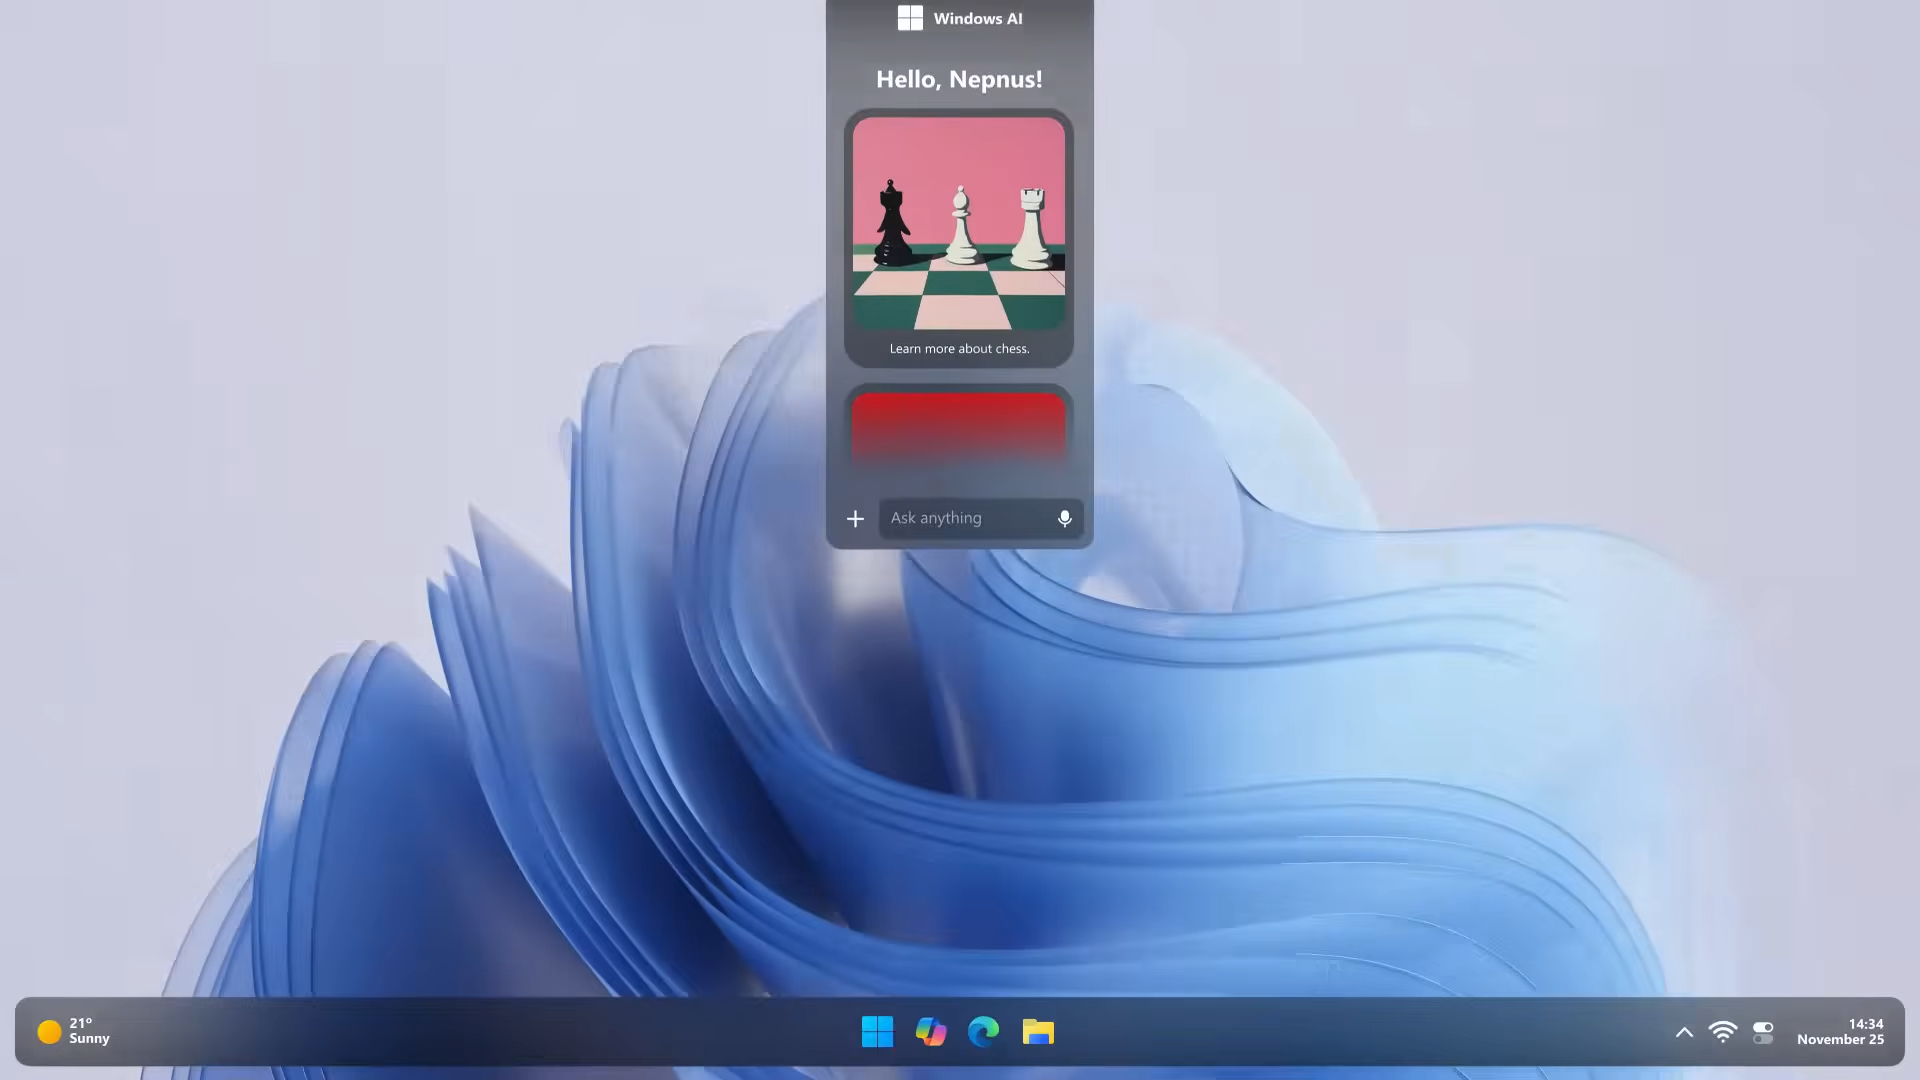 Windows AI
Hello, Nepnus!
Learn more about chess.
Ask anything
21°
Sunny
14:34
November 25